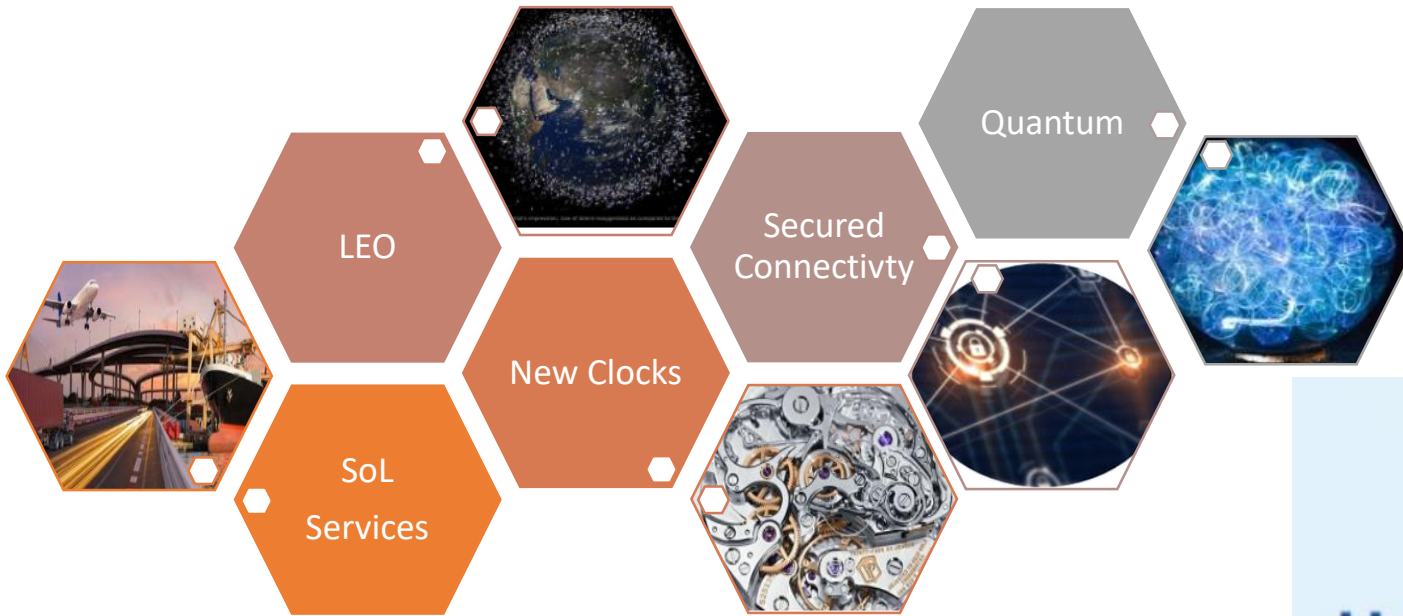 Quantum
LEO
Secured
Connectivty
New Clocks
SoL
Services